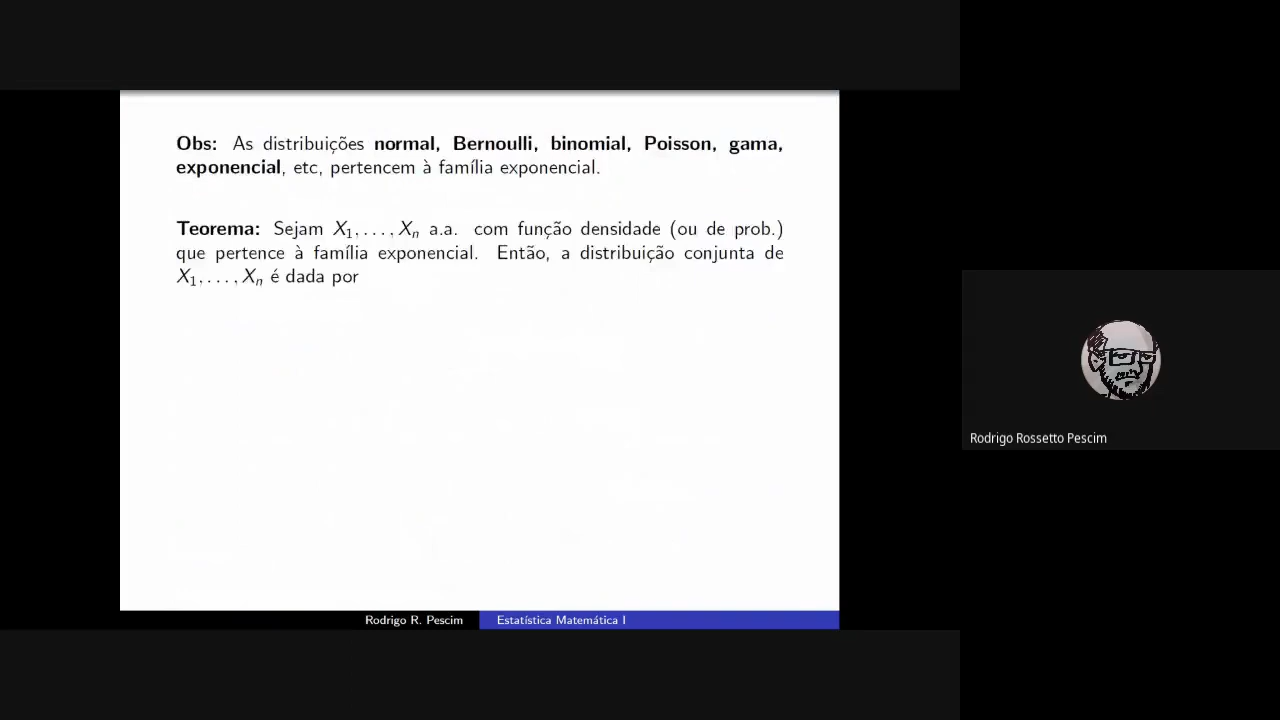 Obs: As distribuições normal, Bernoulli, binomial, Poisson, gama,
exponencial, etc, pertencem à família exponencial.
Teorema: Sejam X₁, . . . , Xₙ a.a. com função densidade (ou de prob.)
que pertence à família exponencial. Então, a distribuição conjunta de
X₁, . . . , Xₙ é dada por
Rodrigo Rossetto Pescim
Rodrigo R. Pescim
Estatística Matemática I